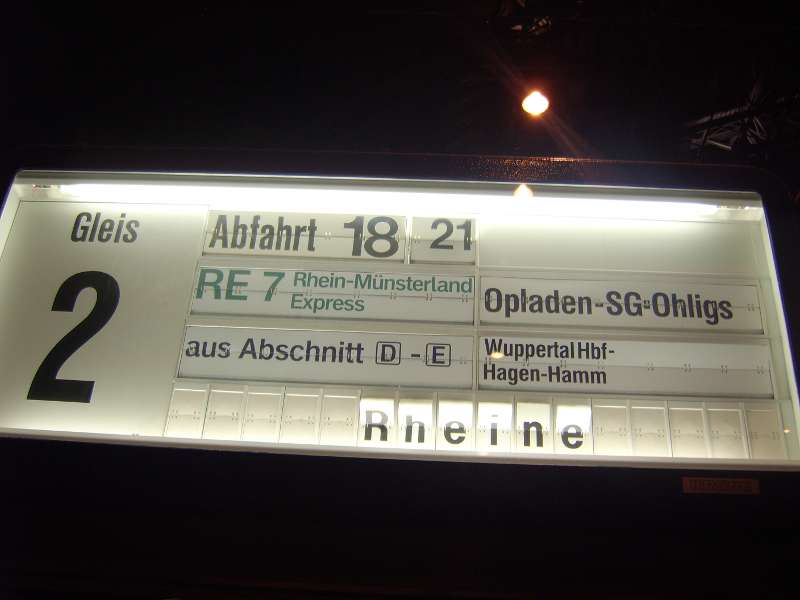 Gleis
2
Abfahrt 18 21
RE 7 Rhein-Münsterland
Express
Opladen-SG-Ohligs
aus Abschnitt D - E
Wuppertal Hbf-
Hagen-Hamm
Rheine